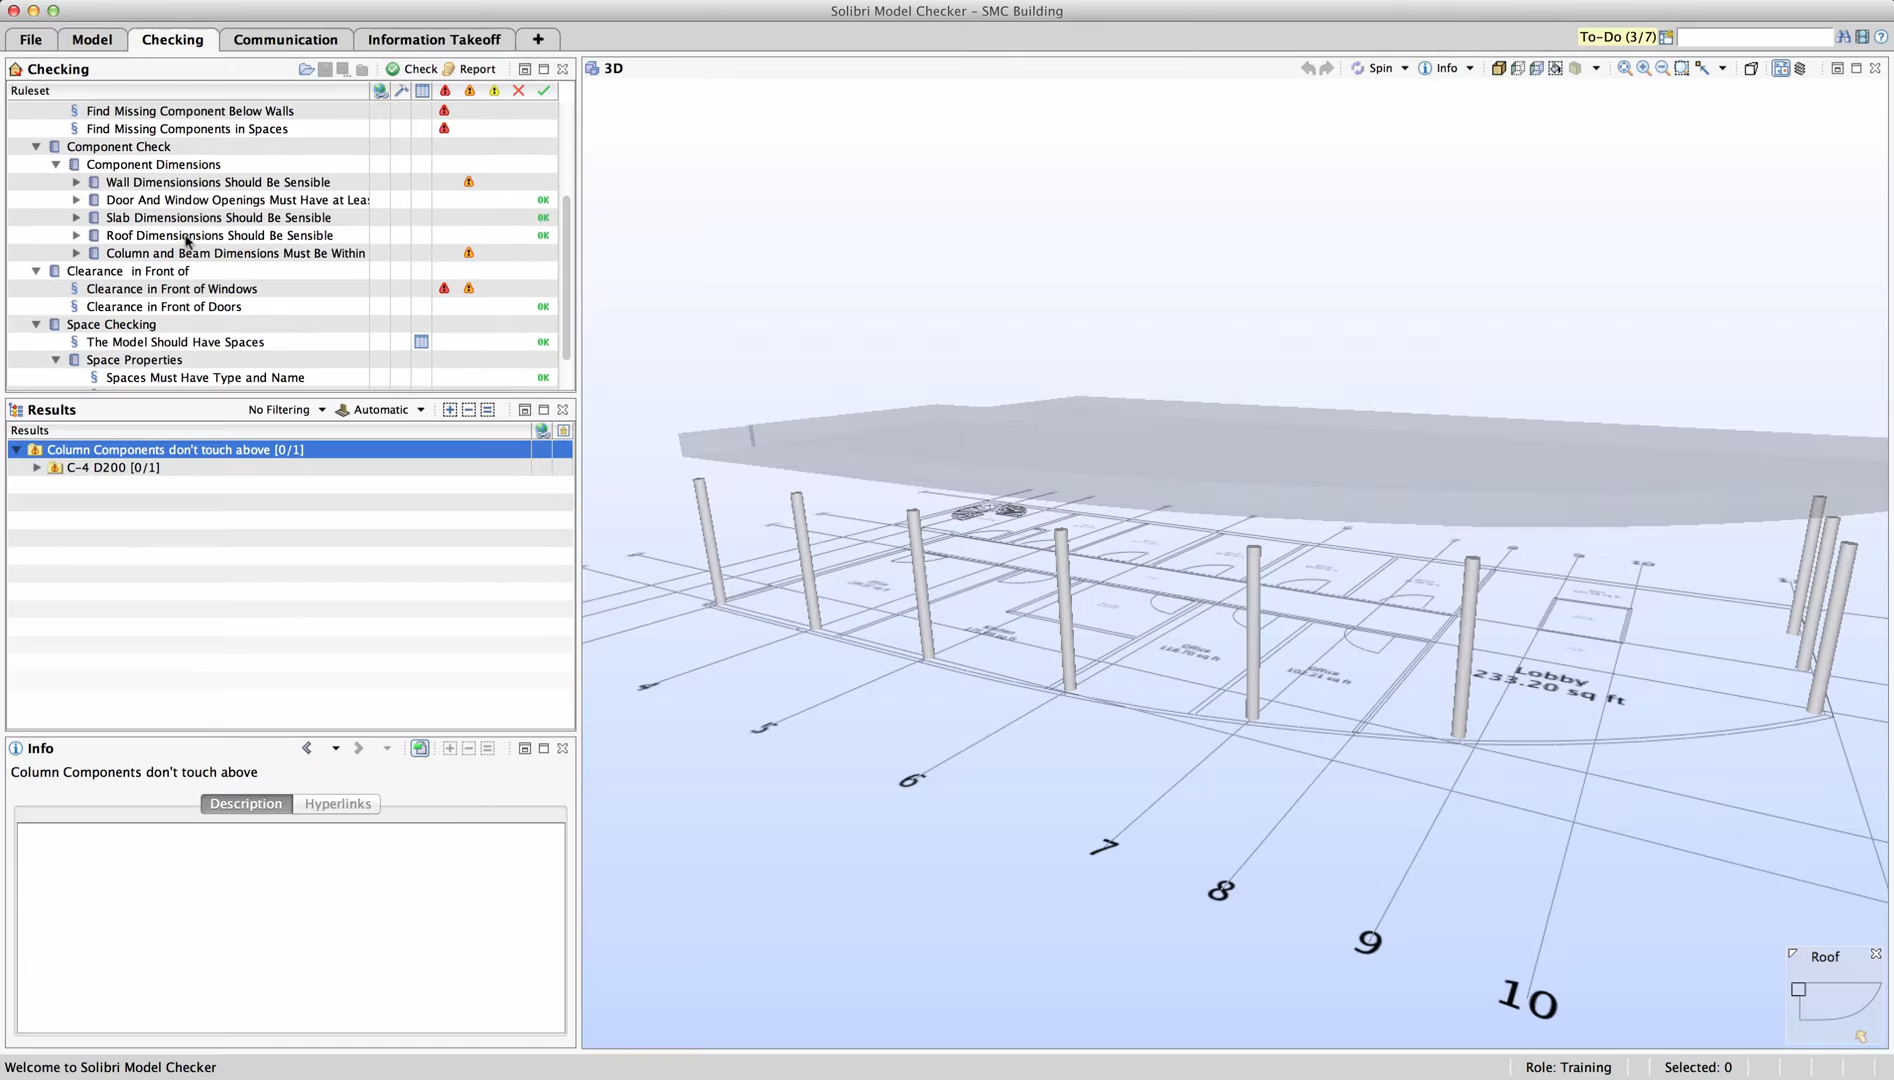 Solibri Model Checker – SMC Building
File
Model
Checking
Communication
Information Takeoff
To-Do (3/7)
Checking
Check
Report
Ruleset
Find Missing Component Below Walls
Find Missing Components in Spaces
Component Check
Component Dimensions
Wall Dimensionsions Should Be Sensible
Door And Window Openings Must Have at Leas
OK
Slab Dimensionsions Should Be Sensible
OK
Roof Dimensionsions Should Be Sensible
OK
Column and Beam Dimensions Must Be Within
Clearance in Front of
Clearance in Front of Windows
Clearance in Front of Doors
OK
Space Checking
The Model Should Have Spaces
OK
Space Properties
Spaces Must Have Type and Name
OK
Results
No Filtering
Automatic
Results
Column Components don't touch above [0/1]
C-4 D200 [0/1]
Info
Column Components don't touch above
Description
Hyperlinks
3D
Spin
Info
Office
Office
Lobby
233.20 sq ft
5
6
7
8
9
10
Roof
Welcome to Solibri Model Checker
Role: Training
Selected: 0